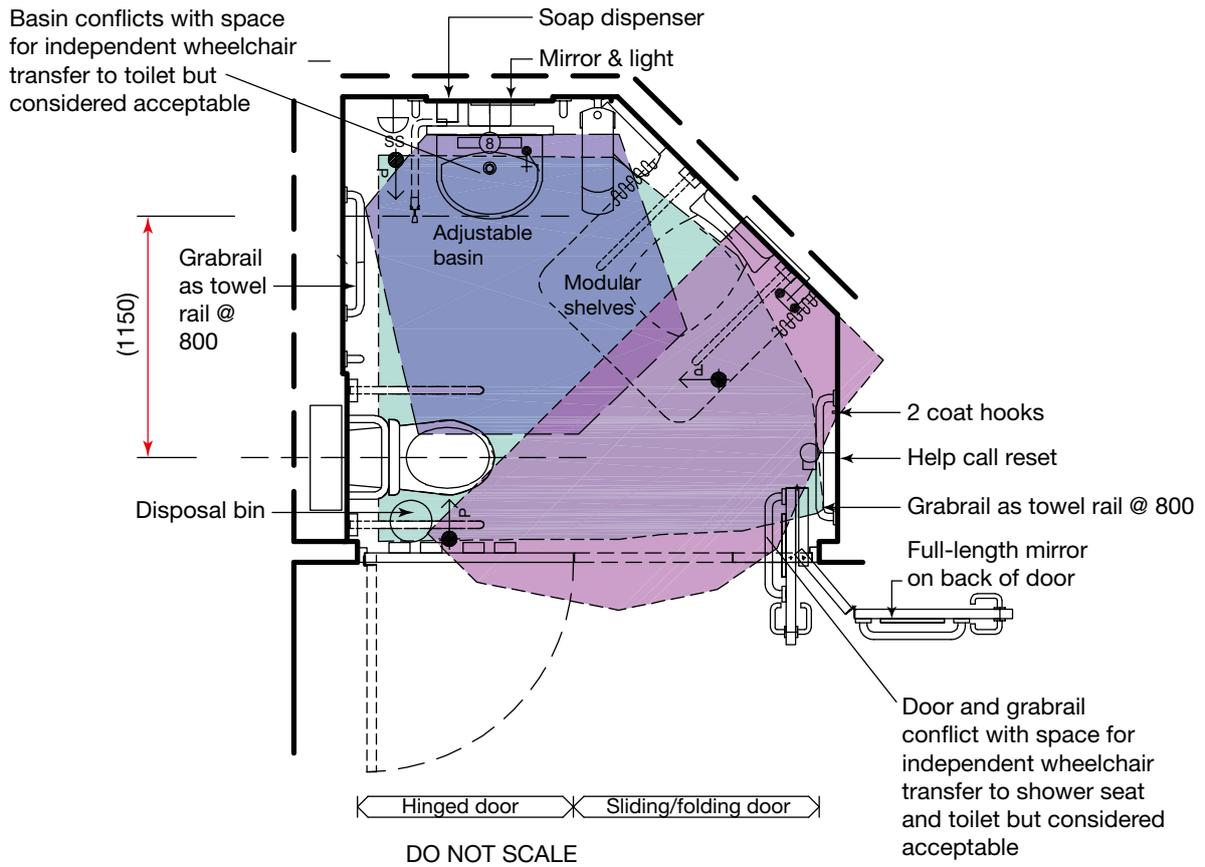 Basin conflicts with space
for independent wheelchair
transfer to toilet but
considered acceptable
Soap dispenser
Mirror & light
SS
8
P
Adjustable
basin
Grabrail
as towel
rail @
800
(1150)
Modular
shelves
P
2 coat hooks
Help call reset
Disposal bin
P
Grabrail as towel rail @ 800
Full-length mirror
on back of door
Door and grabrail
conflict with space for
independent wheelchair
transfer to shower seat
and toilet but considered
acceptable
Hinged door
Sliding/folding door
DO NOT SCALE